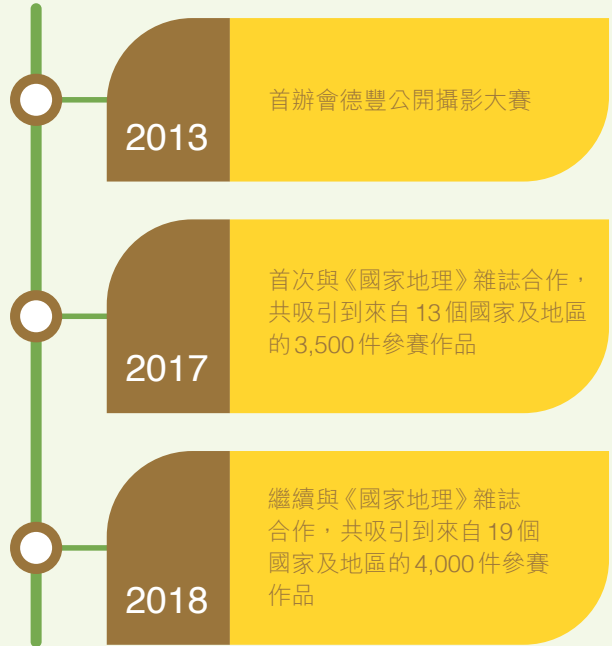 2013
首辦會德豐公開攝影大賽
2017
首次與《國家地理》雜誌合作，
共吸引到來自13個國家及地區
的3,500件參賽作品
2018
繼續與《國家地理》雜誌
合作，共吸引到來自19個
國家及地區的4,000件參賽
作品